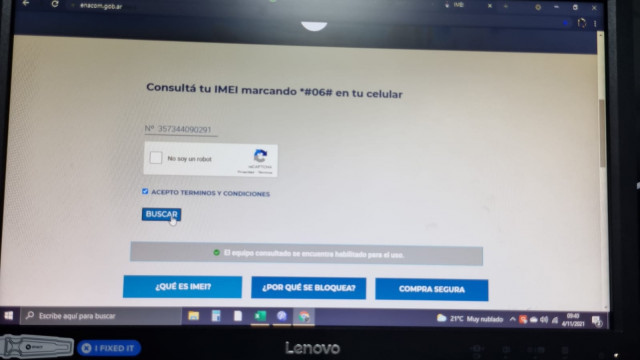 enacom.gob.ar
Consultá tu IMEI marcando *#06# en tu celular
Nº 357344090291
No soy un robot
reCAPTCHA
Privacidad - Términos
ACEPTO TERMINOS Y CONDICIONES
BUSCAR
El equipo consultado se encuentra habilitado para el uso.
¿QUÉ ES IMEI?
¿POR QUÉ SE BLOQUEA?
COMPRA SEGURA
Escribe aquí para buscar
21°C Muy nublado
4/11/2021
I FIXED IT
Lenovo